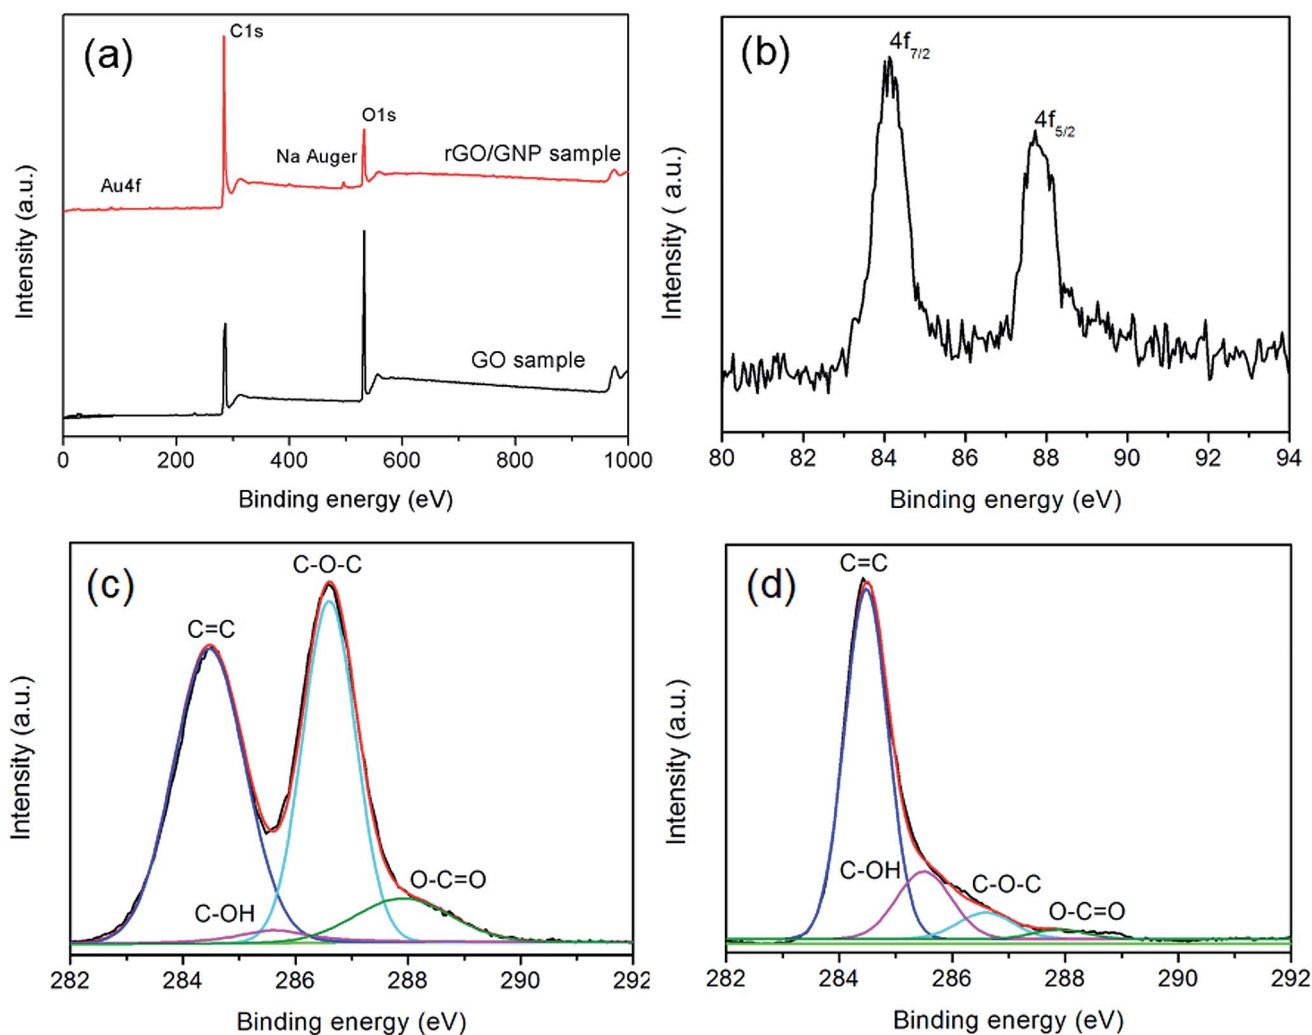 (a)
C1s
O1s
Na Auger
rGO/GNP sample
Au4f
GO sample
Intensity (a.u.)
0 200 400 600 800 1000
Binding energy (eV)
(b)
4f7/2
4f5/2
Intensity ( a.u.)
80 82 84 86 88 90 92 94
Binding energy (eV)
(c)
C-O-C
C=C
O-C=O
C-OH
Intensity (a.u.)
282 284 286 288 290 292
Binding energy (eV)
(d)
C=C
C-OH
C-O-C
O-C=O
Intensity (a.u.)
282 284 286 288 290 292
Binding energy (eV)